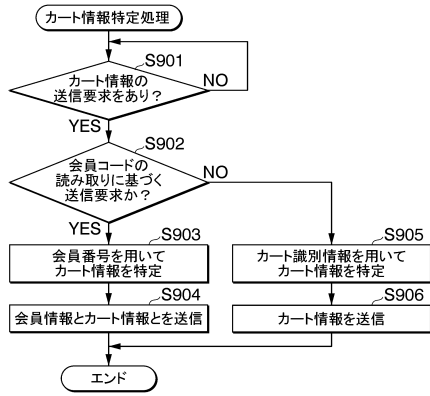 カート情報特定処理
S901
カート情報の
送信要求をあり？
NO
YES
S902
会員コードの
読み取りに基づく
送信要求か？
NO
YES
S903
会員番号を用いて
カート情報を特定
S905
カート識別情報を用いて
カート情報を特定
S904
会員情報とカート情報とを送信
S906
カート情報を送信
エンド